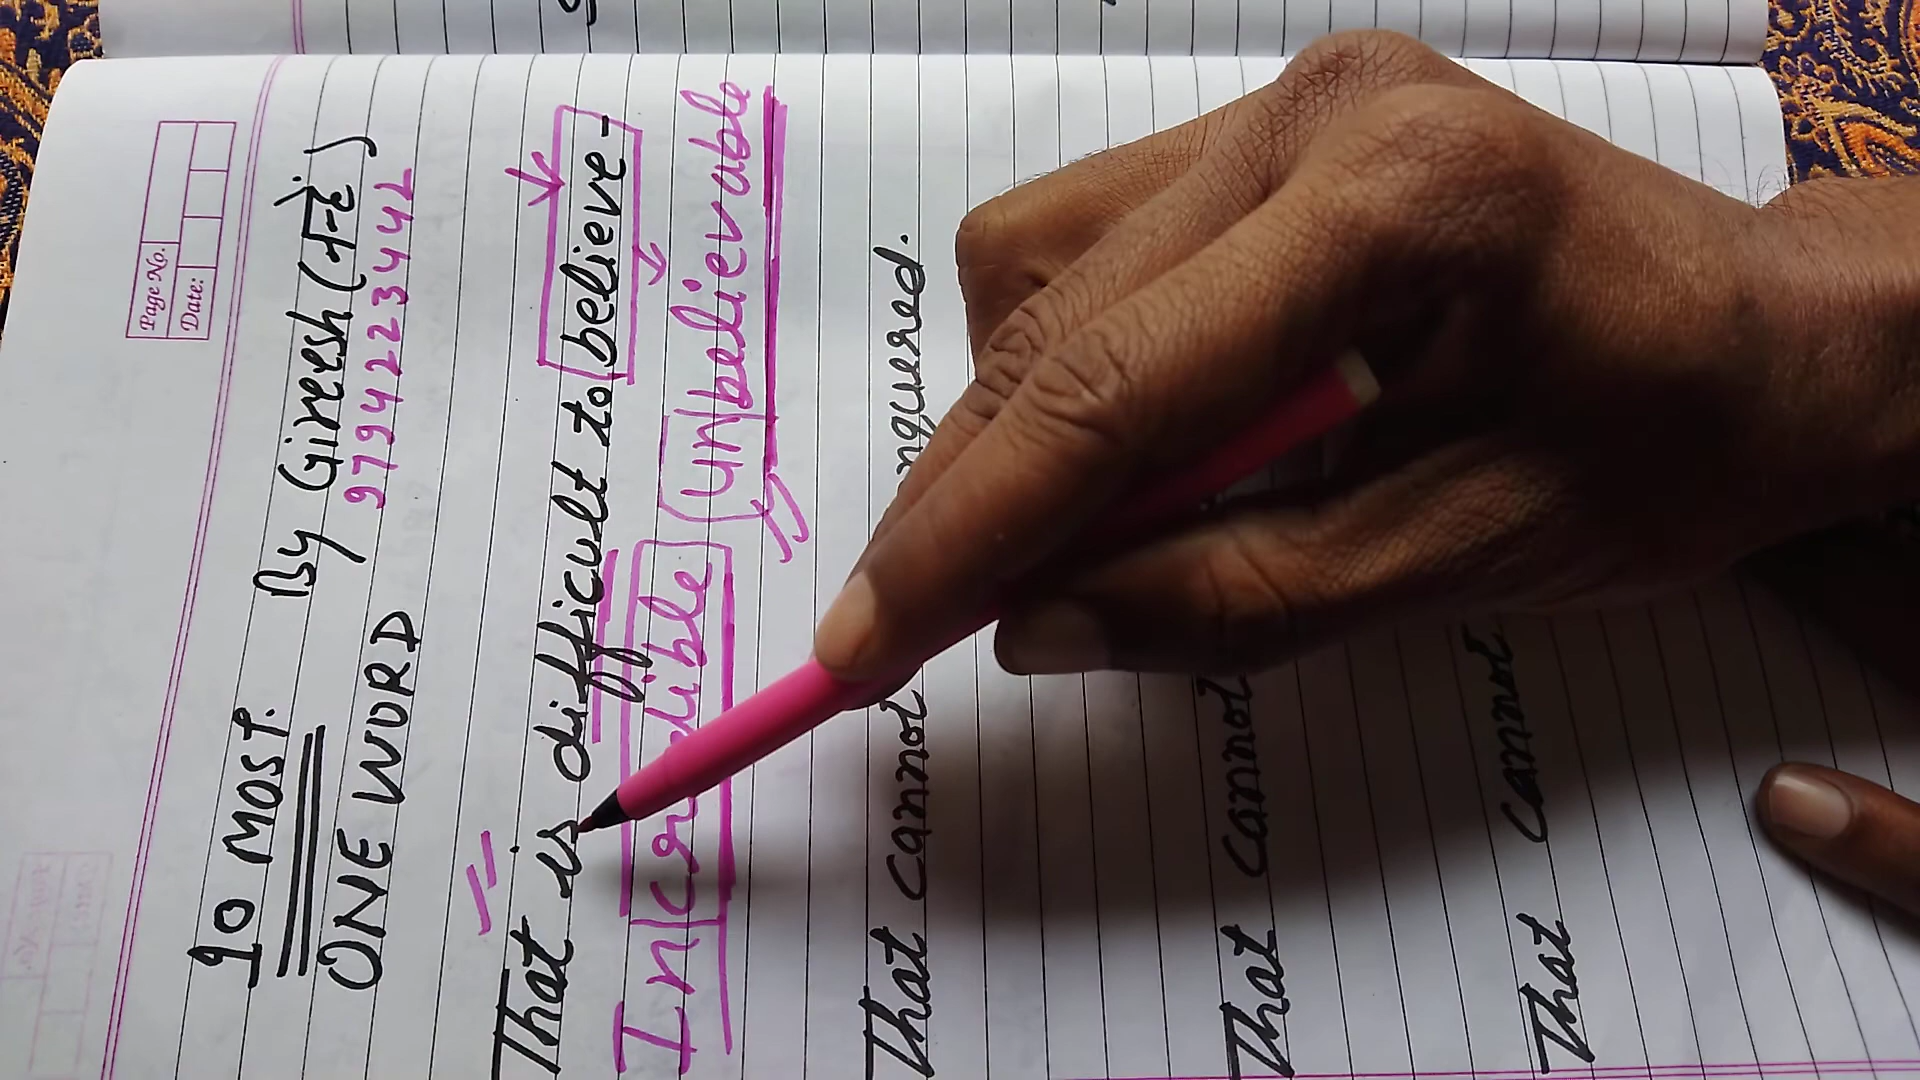 Page No.
Date:
10 MOST. By Gireesh (नन्हे)
ONE WORD 9794223442
That is difficult to believe-
Incredible (unbelievable
That cannot nquered.
That cannot
That cannot